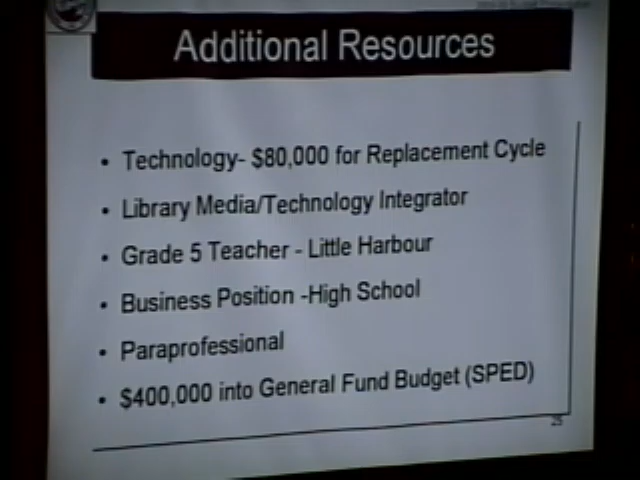 Additional Resources
• Technology- $80,000 for Replacement Cycle
• Library Media/Technology Integrator
• Grade 5 Teacher - Little Harbour
• Business Position -High School
• Paraprofessional
• $400,000 into General Fund Budget (SPED)
25